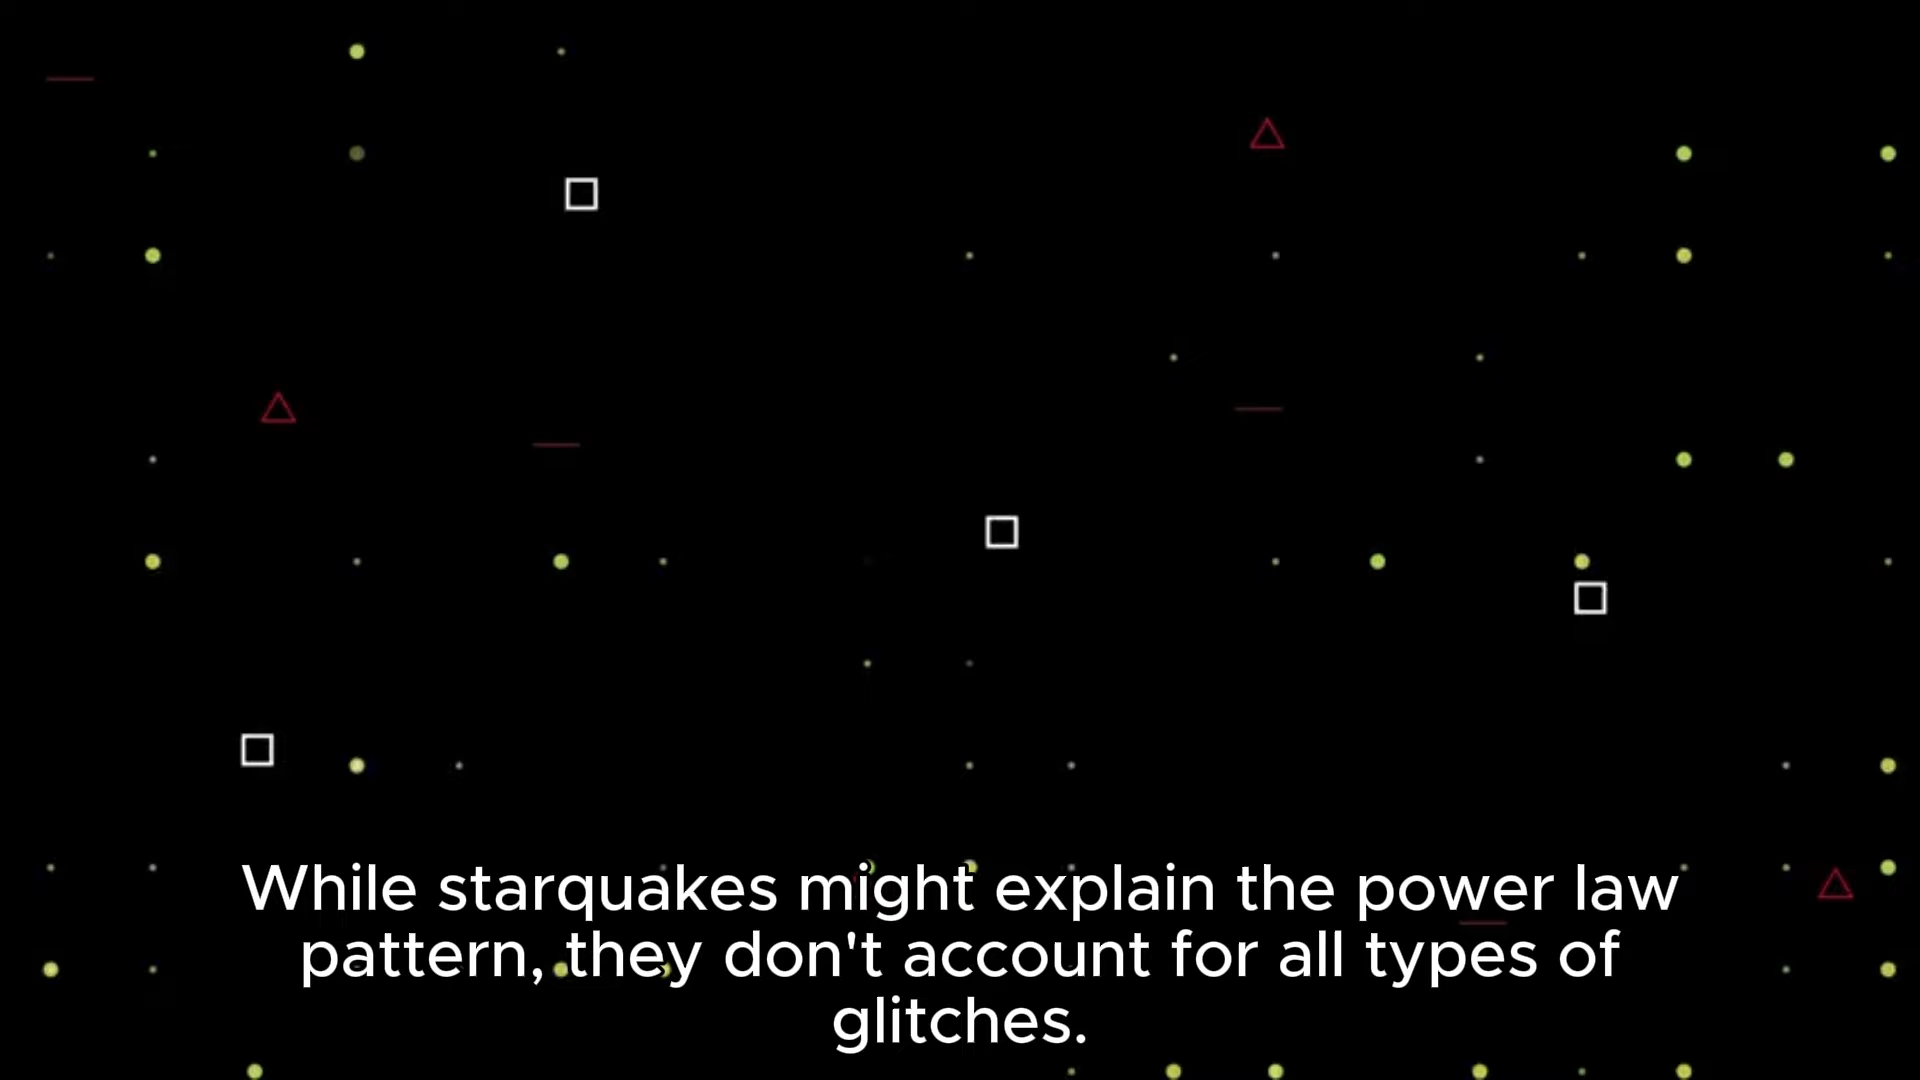 While starquakes might explain the power law
pattern, they don't account for all types of
glitches.